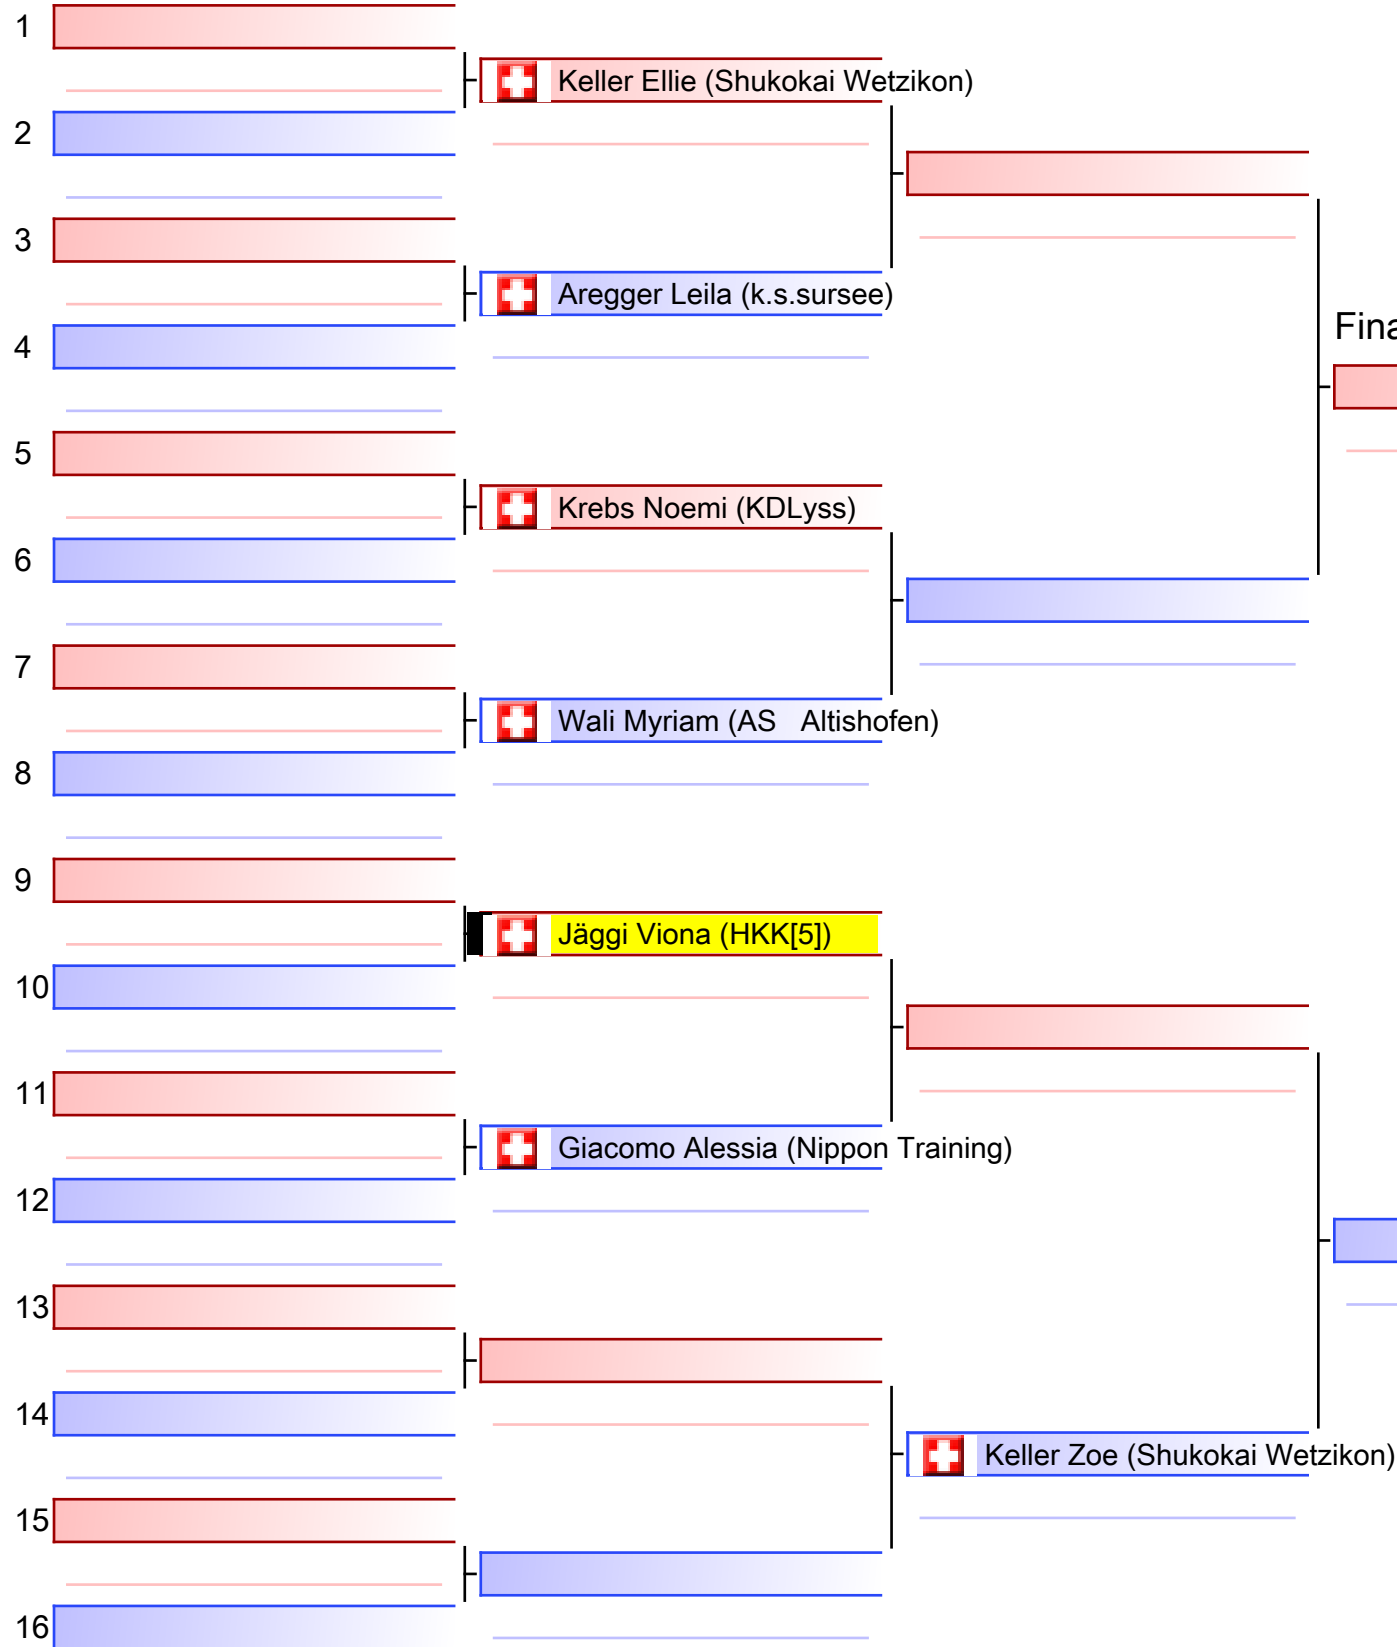 1
Keller Ellie (Shukokai Wetzikon)
2
3
Aregger Leila (k.s.sursee)
Fina
4
5
Krebs Noemi (KDLyss)
6
7
Wali Myriam (AS Altishofen)
8
9
Jäggi Viona (HKK[5])
10
11
Giacomo Alessia (Nippon Training)
12
13
14
Keller Zoe (Shukokai Wetzikon)
15
16